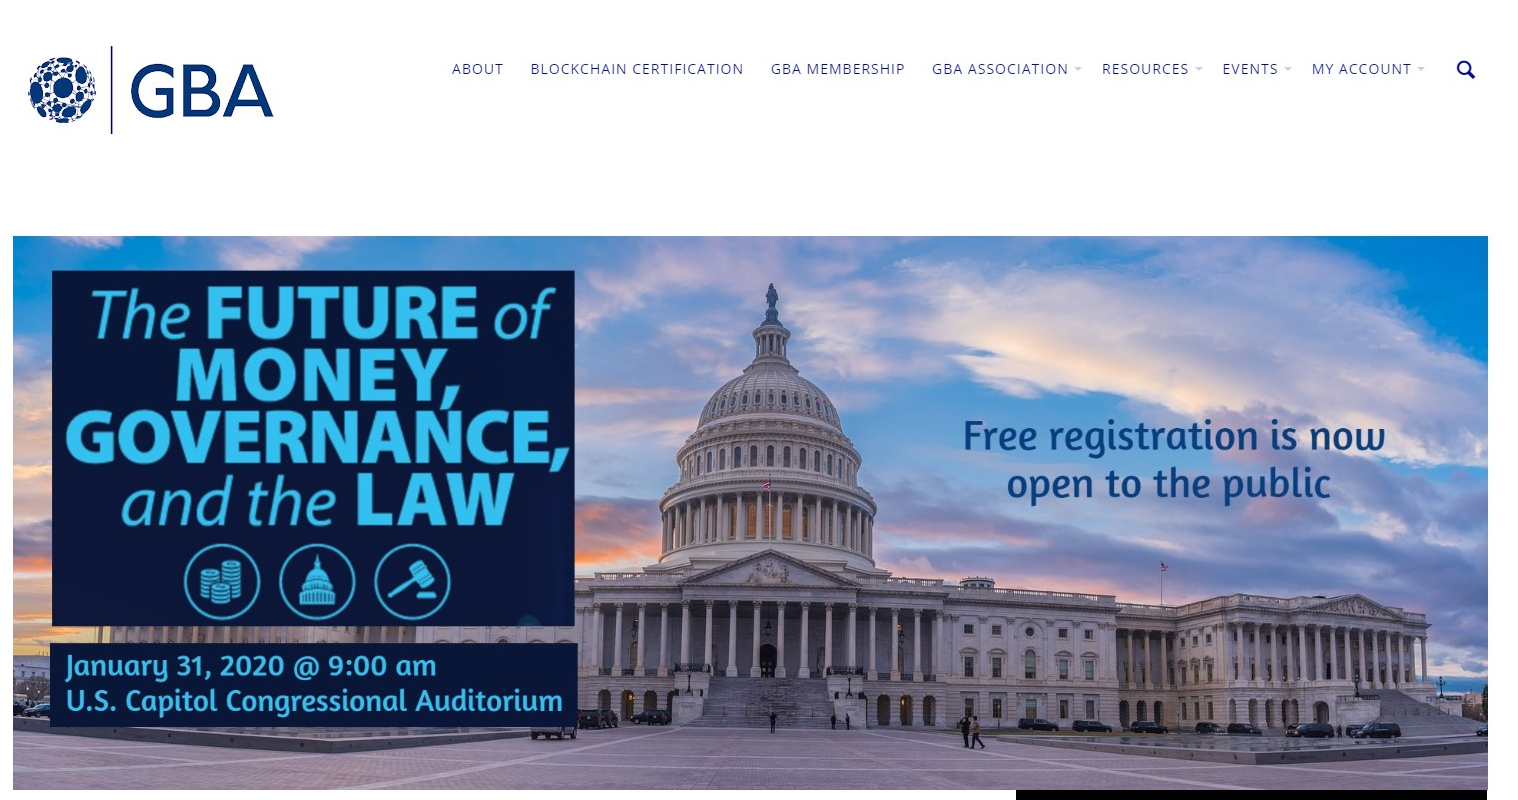 GBA
ABOUT
BLOCKCHAIN CERTIFICATION
GBA MEMBERSHIP
GBA ASSOCIATION
RESOURCES
EVENTS
MY ACCOUNT
The FUTURE of
MONEY,
GOVERNANCE,
and the LAW
January 31, 2020 @ 9:00 am
U.S. Capitol Congressional Auditorium
Free registration is now
open to the public